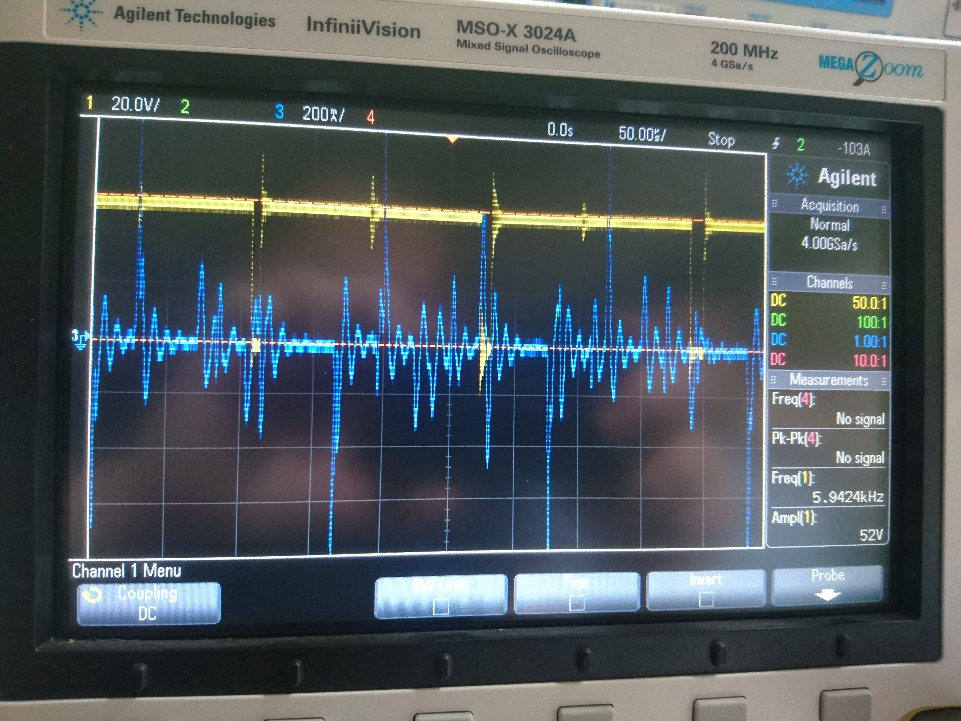 Agilent Technologies InfiniiVision MSO-X 3024A
Mixed Signal Oscilloscope
200 MHz
4 GSa/s
MEGA Zoom
1 20.0V/ 2 3 4 0.0s Stop 2 -103A
Agilent
Acquisition
Normal
4.00GSa/s
Channels
DC 50.0:1
DC 100:1
DC 1.00:1
DC 10.0:1
Measurements
Freq(4):
No signal
Pk-Pk(4):
No signal
Freq(1):
5.9424kHz
Ampl(1):
52V
3
Channel 1 Menu
Coupling
DC
Fine
Invert
Probe